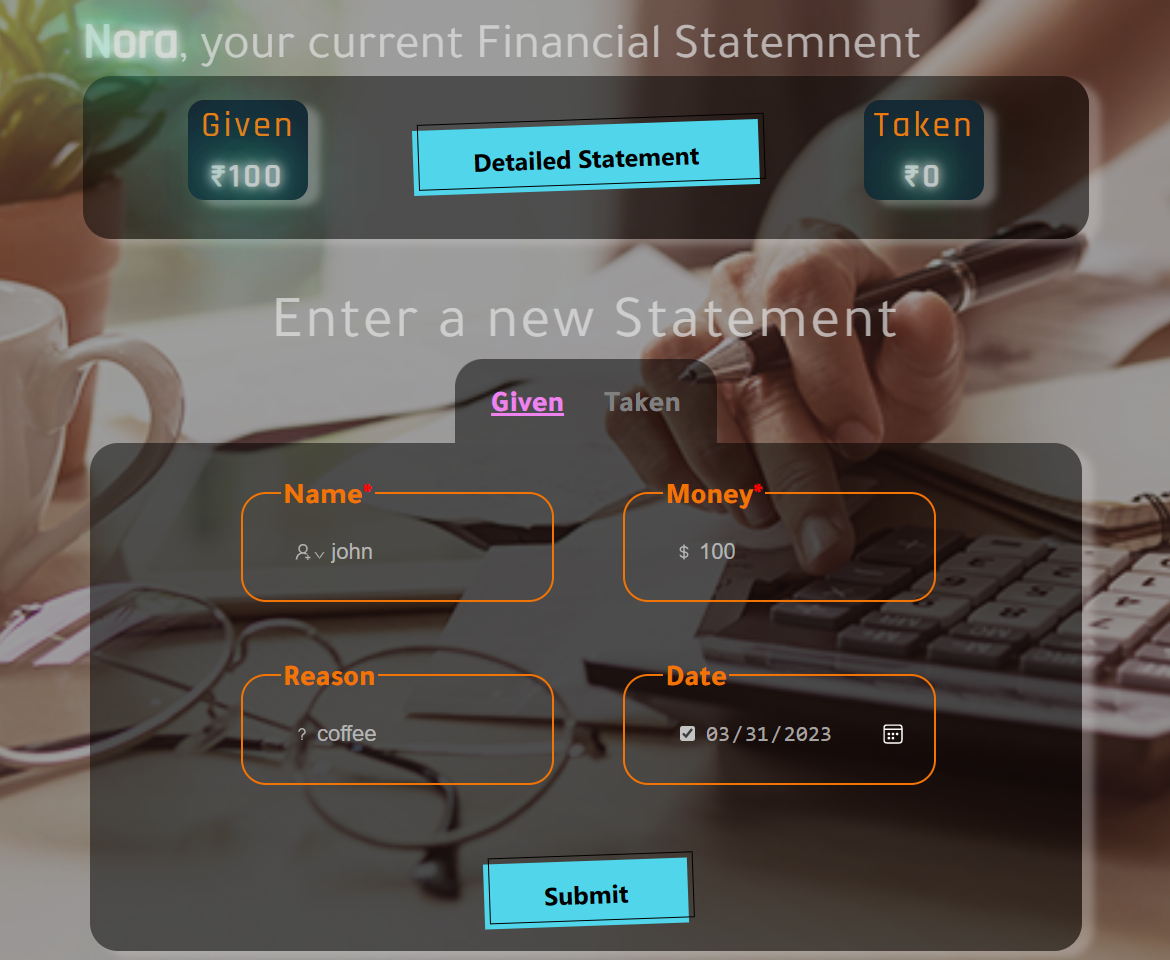 Nora, your current Financial Statemnent
Given
₹100
Detailed Statement
Taken
₹0
Enter a new Statement
Given Taken
Name* Money*
john $ 100
Reason Date
? coffee 03/31/2023
Submit